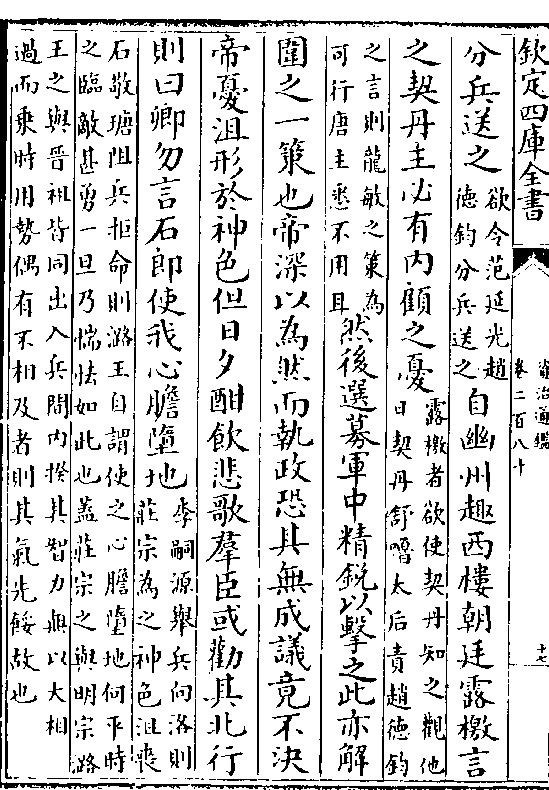 欽定四庫全書
資治通鑑
卷二百八十
十七
分兵送之
欲令范延光趙
德鈞分兵送之
自幽州趣西樓朝廷露檄言
之契丹主必有内顧之憂
露檄者欲使契丹知之觀他
日契丹舒嚕太后責趙德鈞
之言則龍敏之策為
可行唐主悉不用耳
然後選募軍中精銳以擊之此亦解
圍之一策也帝深以為然而執政恐其無成議竟不決
帝憂沮形於神色但日夕酣飲悲歌羣臣或勸其北行
則曰卿勿言石郎使我心膽墮地
李嗣源舉兵向洛則
莊宗為之神色沮喪
石敬瑭阻兵拒命則潞王自謂使之心膽墮地何平時
之臨敵甚勇一旦乃惴怯如此也葢莊宗之與明宗潞
王之與晉祖皆同出入兵間内揆其智力無以大相
過而乗時用勢偶有不相及者則其氣先餒故也